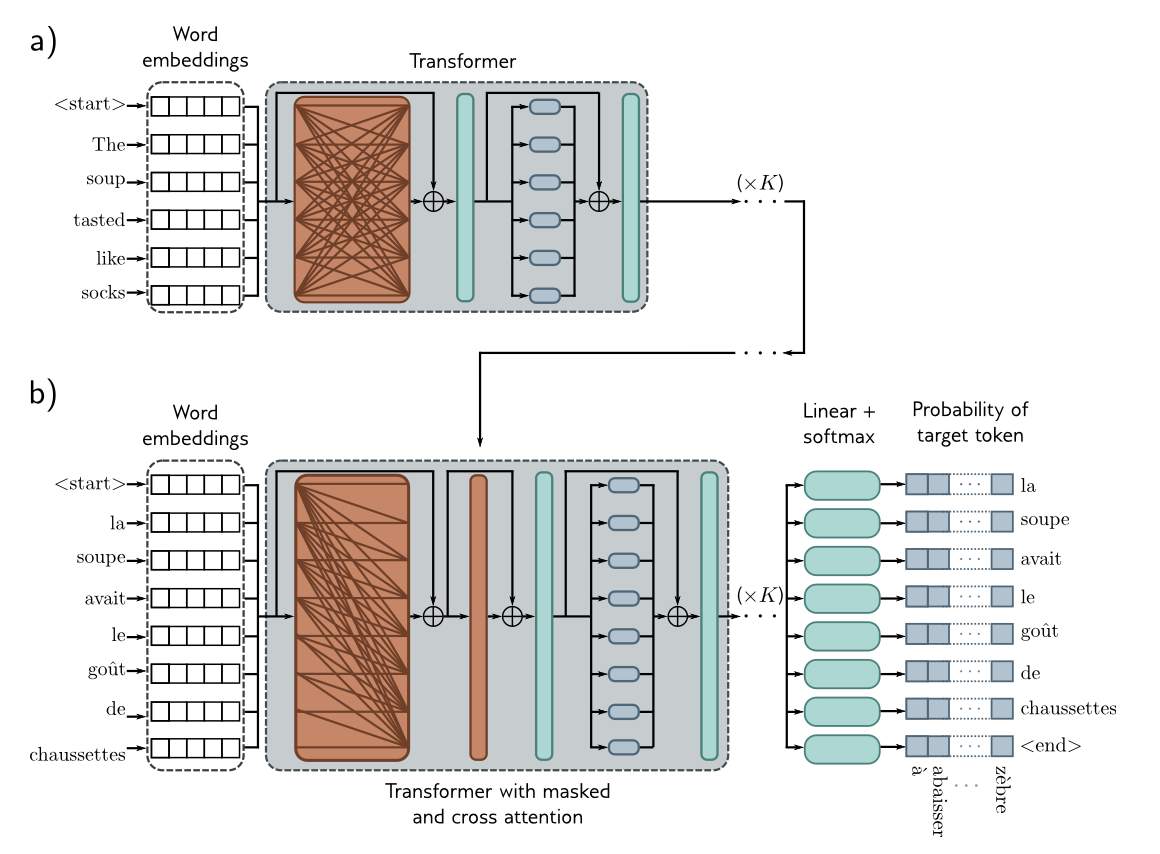 a)
Word
embeddings
Transformer
<start>
The
soup
tasted
like
socks
(×K)
. . . .
. . . .
b)
Word
embeddings
Linear +
softmax
Probability of
target token
<start>
la
soupe
avait
le
goût
de
chaussettes
(×K)
. . . .
. . . la
. . . soupe
. . . avait
. . . le
. . . goût
. . . de
. . . chaussettes
. . . <end>
à
abaisser
. . .
zèbre
Transformer with masked
and cross attention